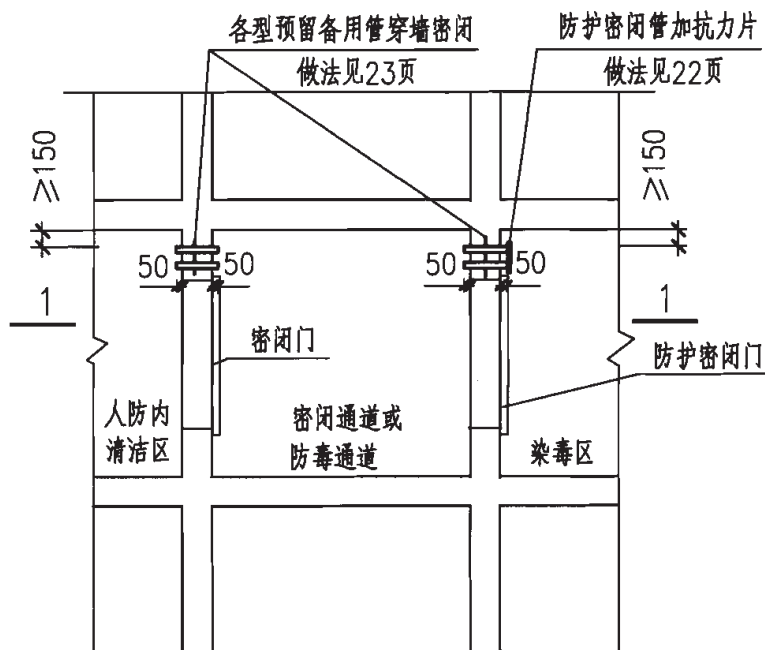 各型预留备用管穿墙密闭
做法见23页
防护密闭管加抗力片
做法见22页
≥150
≥150
50
50
50
50
1
1
密闭门
防护密闭门
人防内
清洁区
密闭通道或
防毒通道
染毒区